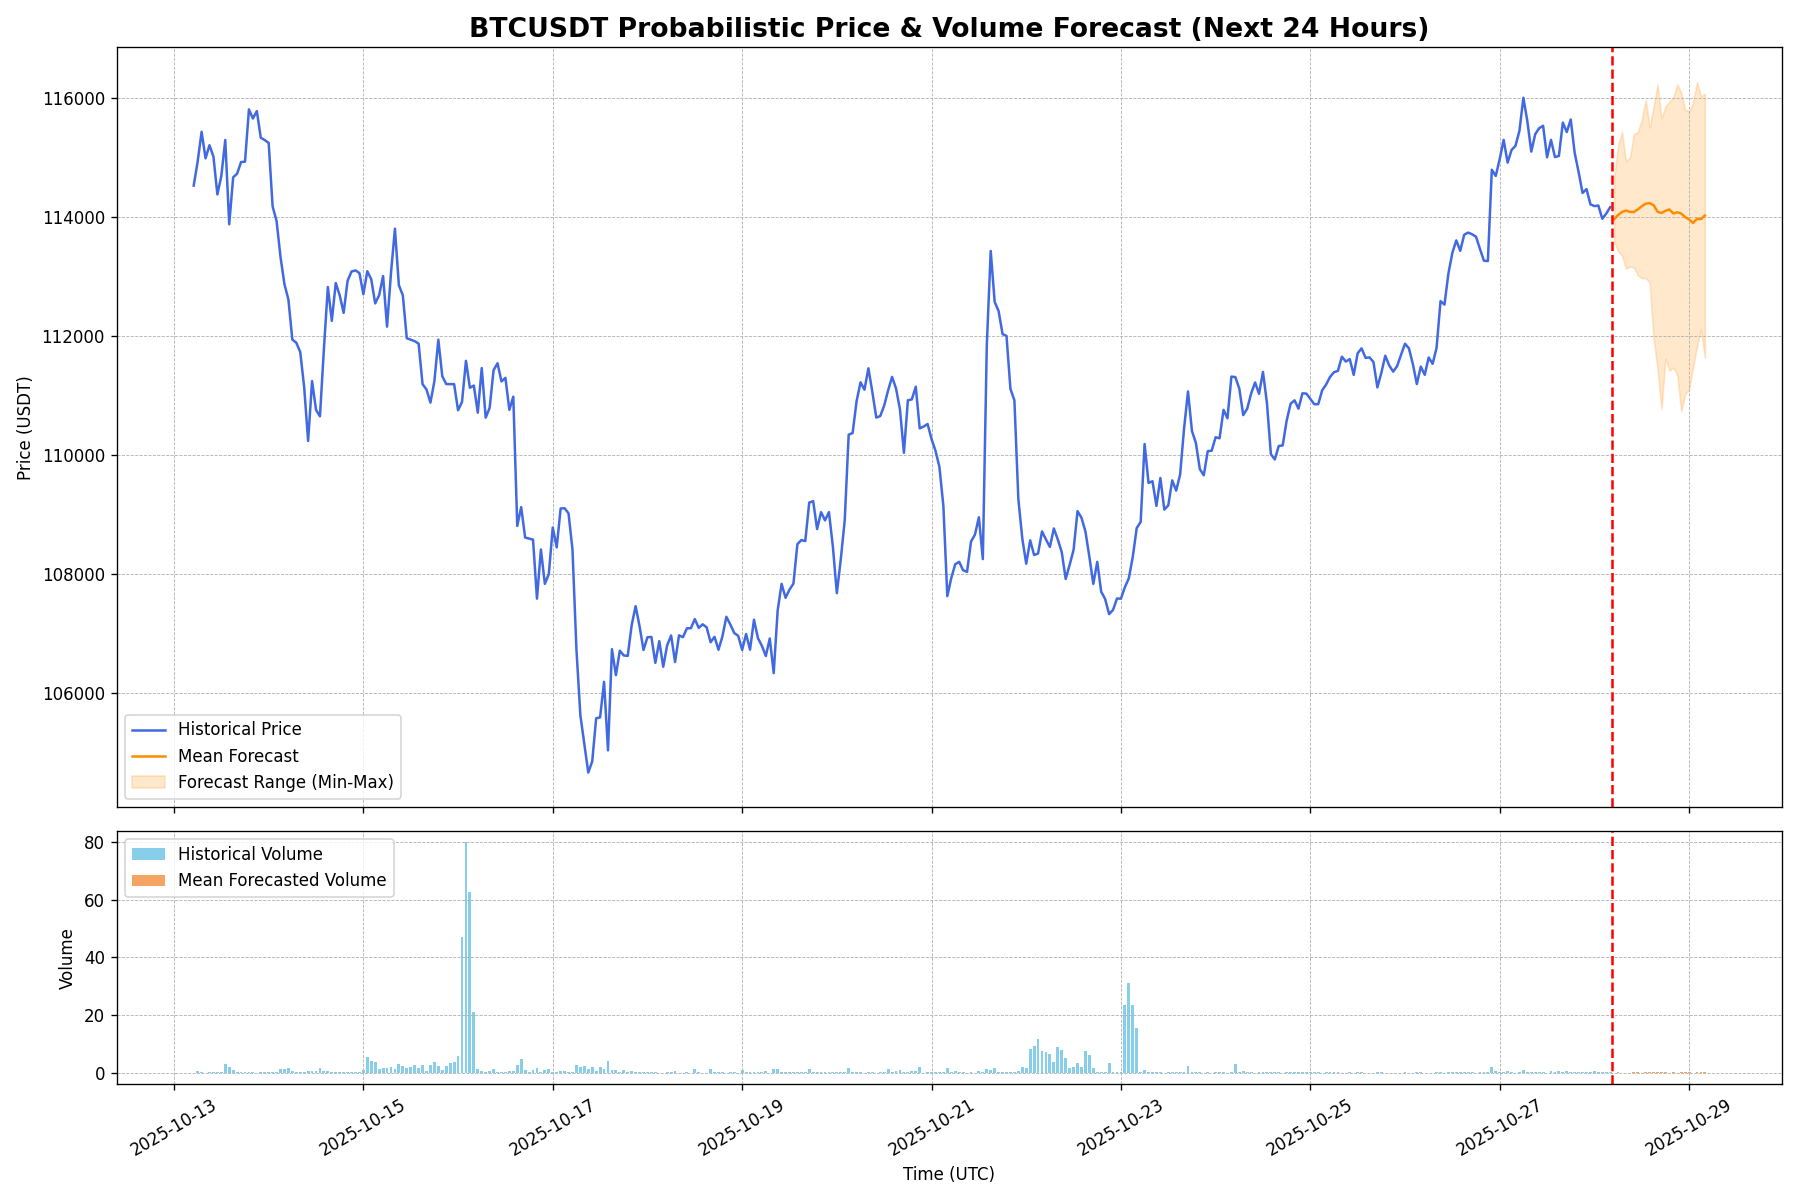 BTCUSDT Probabilistic Price & Volume Forecast (Next 24 Hours)
116000
114000
112000
110000
108000
106000
Price (USDT)
Historical Price
Mean Forecast
Forecast Range (Min-Max)
80
60
40
20
0
Volume
Historical Volume
Mean Forecasted Volume
2025-10-13
2025-10-15
2025-10-17
2025-10-19
2025-10-21
2025-10-23
2025-10-25
2025-10-27
2025-10-29
Time (UTC)